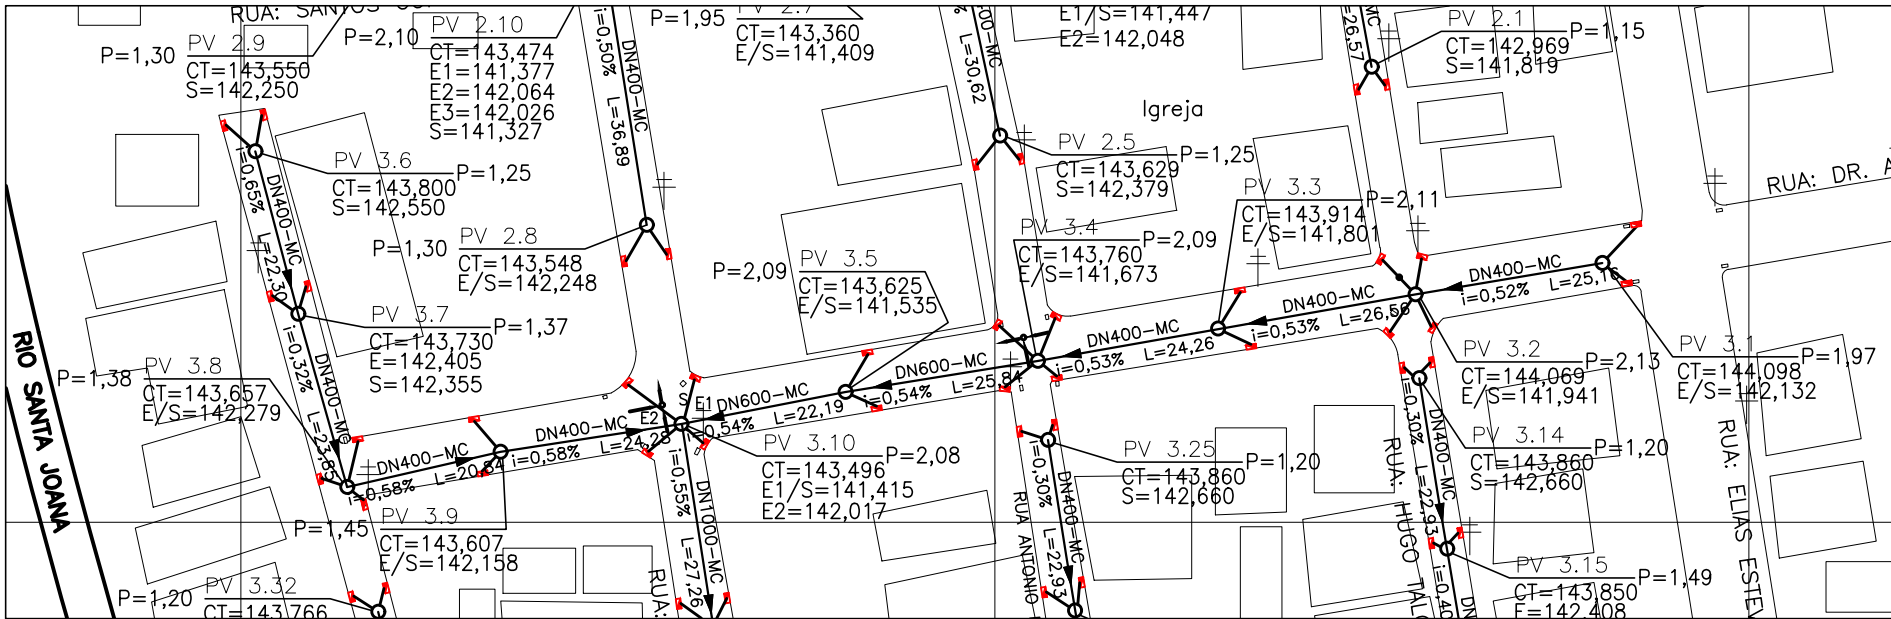 PV 2.9
P=1,30
CT=143,550
S=142,250
P=2,10
PV 2.10
CT=143,474
E1=141,377
E2=142,064
E3=142,026
S=141,327
i=0,50%
L=36,89
DN400-MC
P=1,95
CT=143,360
E/S=141,409
L=30,62
E1/S=141,447
E2=142,048
PV 2.1
P=1,15
CT=142,969
S=141,819
Igreja
PV 3.6
P=1,25
CT=143,800
S=142,550
i=0,65%
L=22,30
DN400-MC
PV 2.5
P=1,25
CT=143,629
S=142,379
PV 3.3
P=2,11
CT=143,914
E/S=141,801
PV 3.4
P=2,09
CT=143,760
E/S=141,673
PV 2.8
P=1,30
CT=143,548
E/S=142,248
PV 3.5
P=2,09
CT=143,625
E/S=141,535
DN400-MC
i=0,52%
L=25,16
DN400-MC
i=0,53%
L=26,56
DN400-MC
i=0,53%
L=24,26
DN600-MC
i=0,54%
L=25,84
DN600-MC
i=0,54%
L=22,19
PV 3.7
P=1,37
CT=143,730
E=142,405
S=142,355
i=0,32%
L=23,85
DN400-MC
PV 3.8
P=1,38
CT=143,657
E/S=142,279
RIO SANTA JOANA
PV 3.2
P=2,13
CT=144,069
E/S=141,941
PV 3.1
P=1,97
CT=144,098
E/S=142,132
S
E1
E2
DN400-MC
i=0,58%
DN400-MC
i=0,58%
L=20,84
PV 3.10
P=2,08
CT=143,496
E1/S=141,415
E2=142,017
i=0,55%
L=27,26
DN1000-MC
PV 3.25
P=1,20
CT=143,860
S=142,660
i=0,30%
L=22,93
DN400-MC
RUA ANTONIO
PV 3.14
P=1,20
CT=143,860
S=142,660
i=0,30%
L=22,93
DN400-MC
RUA: HUGO
RUA: ELIAS
RUA: DR.
PV 3.9
P=1,45
CT=143,607
E/S=142,158
PV 3.15
P=1,49
CT=143,850
E=142,408
PV 3.32
P=1,20
CT=143,766
RUA: